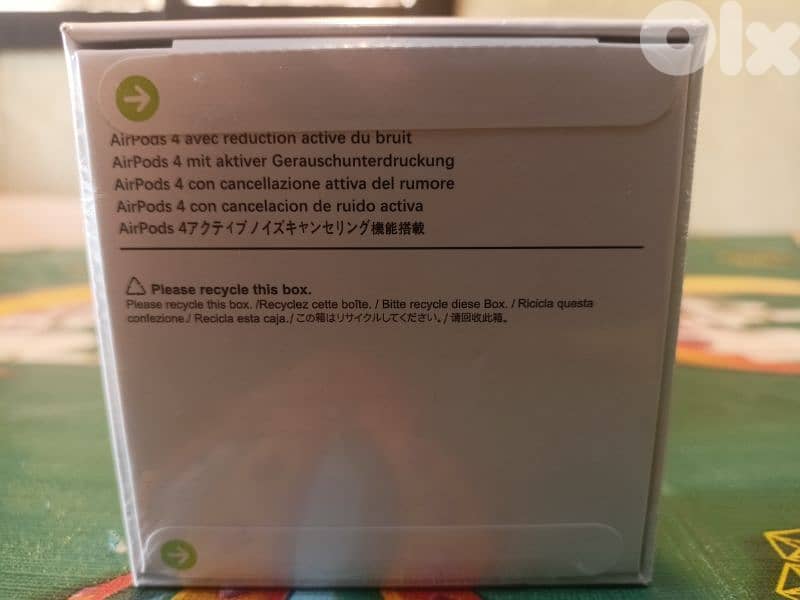 olx
AirPods 4 avec reduction active du bruit
AirPods 4 mit aktiver Gerauschunterdruckung
AirPods 4 con cancellazione attiva del rumore
AirPods 4 con cancelacion de ruido activa
AirPods 4アクティブノイズキャンセリング機能搭載
Please recycle this box.
Please recycle this box. /Recyclez cette boîte. / Bitte recycle diese Box. / Ricicla questa
confezione./ Recicla esta caja./ この箱はリサイクルしてください。/ 请回收此箱。